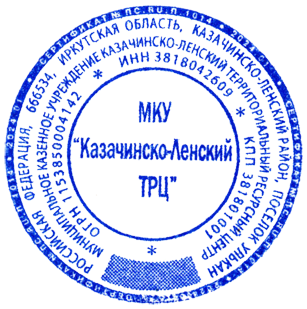 РОССИЙСКАЯ ФЕДЕРАЦИЯ, 666534, ИРКУТСКАЯ ОБЛАСТЬ, КАЗАЧИНСКО-ЛЕНСКИЙ РАЙОН, ПОСЕЛОК УЛЬКАН
МУНИЦИПАЛЬНОЕ КАЗЕННОЕ УЧРЕЖДЕНИЕ КАЗАЧИНСКО-ЛЕНСКИЙ ТЕРРИТОРИАЛЬНЫЙ РЕСУРСНЫЙ ЦЕНТР
* ОГРН 1153850004142 * ИНН 3818042609 * КПП 381801001
МКУ
"Казачинско-Ленский
ТРЦ"
*